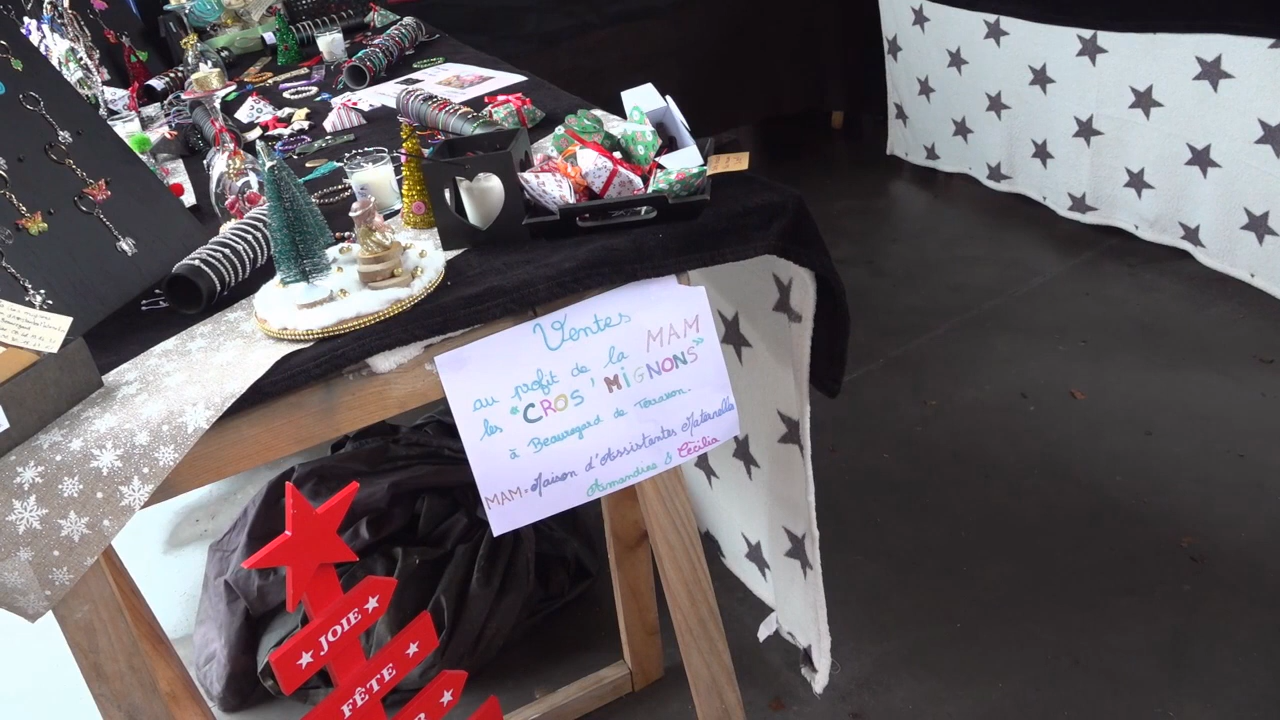 Ventes
au profit de la MAM
les "CROS' MIGNONS"
à Beauregard de Terrasson.
MAM. Maison d'Assistantes Maternelles
Amandine & Cécilia
JOIE
FÊTE